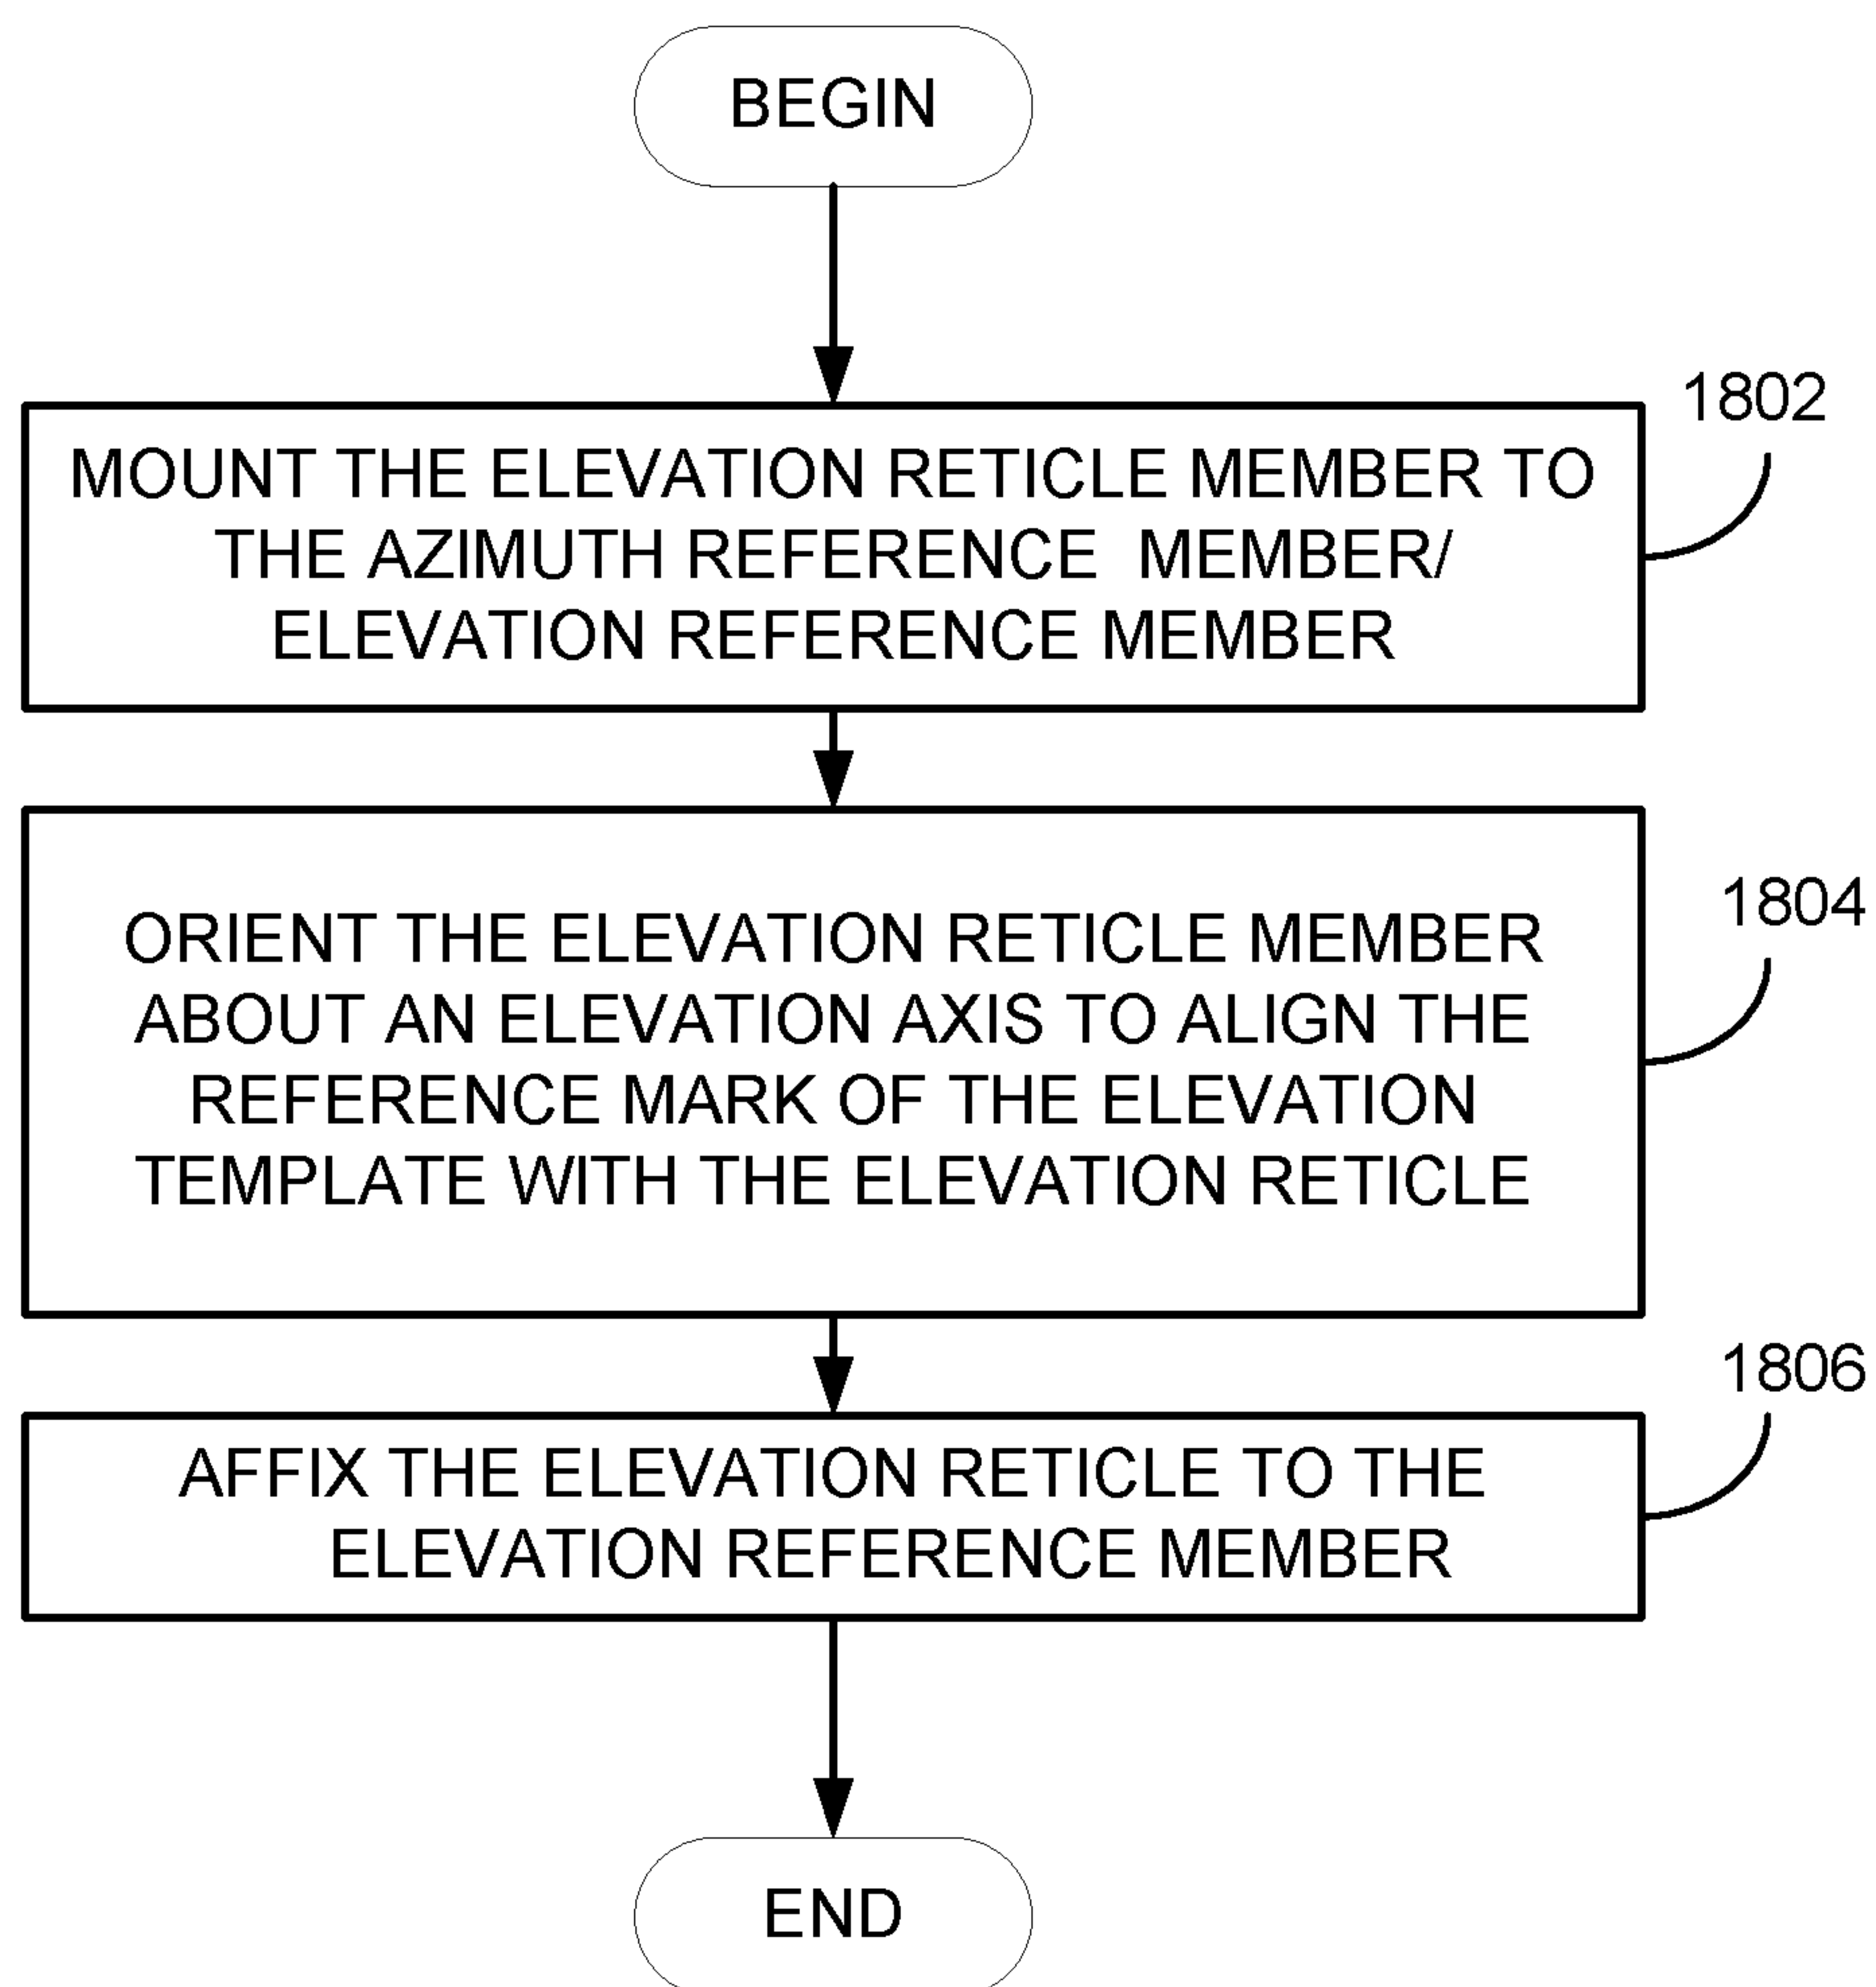 BEGIN
1802
MOUNT THE ELEVATION RETICLE MEMBER TO
THE AZIMUTH REFERENCE MEMBER/
ELEVATION REFERENCE MEMBER
1804
ORIENT THE ELEVATION RETICLE MEMBER
ABOUT AN ELEVATION AXIS TO ALIGN THE
REFERENCE MARK OF THE ELEVATION
TEMPLATE WITH THE ELEVATION RETICLE
1806
AFFIX THE ELEVATION RETICLE TO THE
ELEVATION REFERENCE MEMBER
END